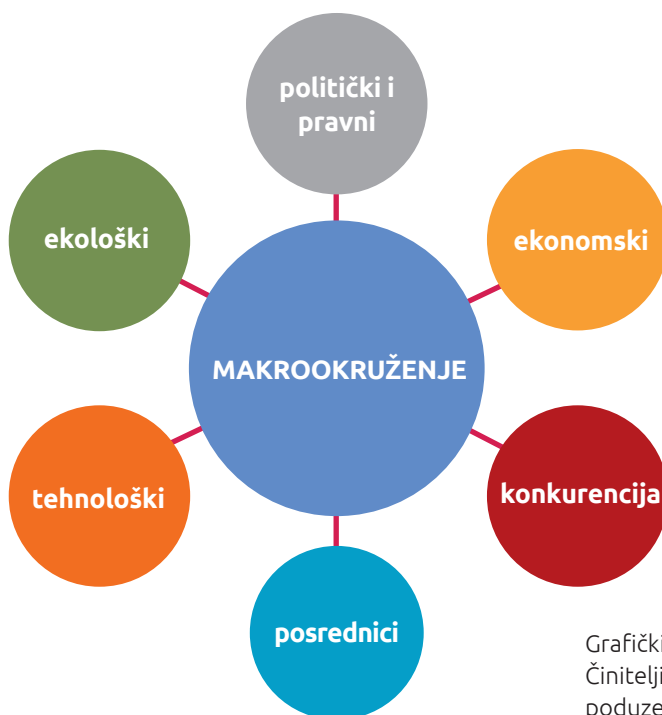 politički i
pravni
ekološki
ekonomski
MAKROOKRUŽENJE
tehnološki
konkurencija
posrednici
Grafički
Činitelji